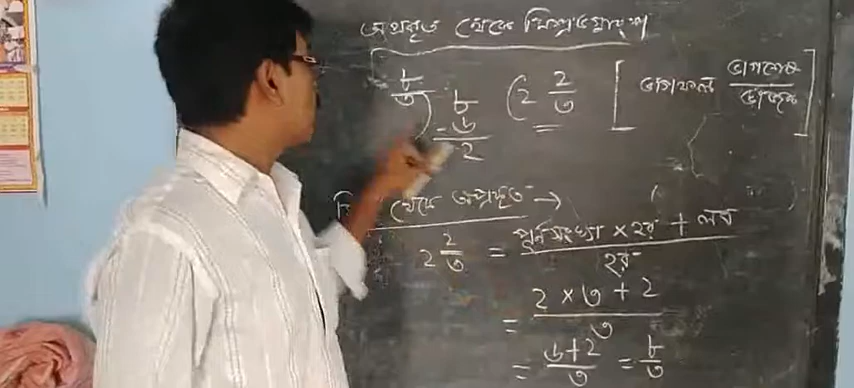 অপ্রকৃত থেকে মিশ্র ভগ্নাংশ
৮/৩ ৩) ৮ (২ ২/৩ [ ভাগফল ভাগশেষ/ভাজক ]
- ৬
২
থেকে অপ্রকৃত →
২ ২/৩ = পূর্ণসংখ্যা × হর + লব / হর
= ২ × ৩ + ২ / ৩
= ৬ + ২ / ৩ = ৮/৩